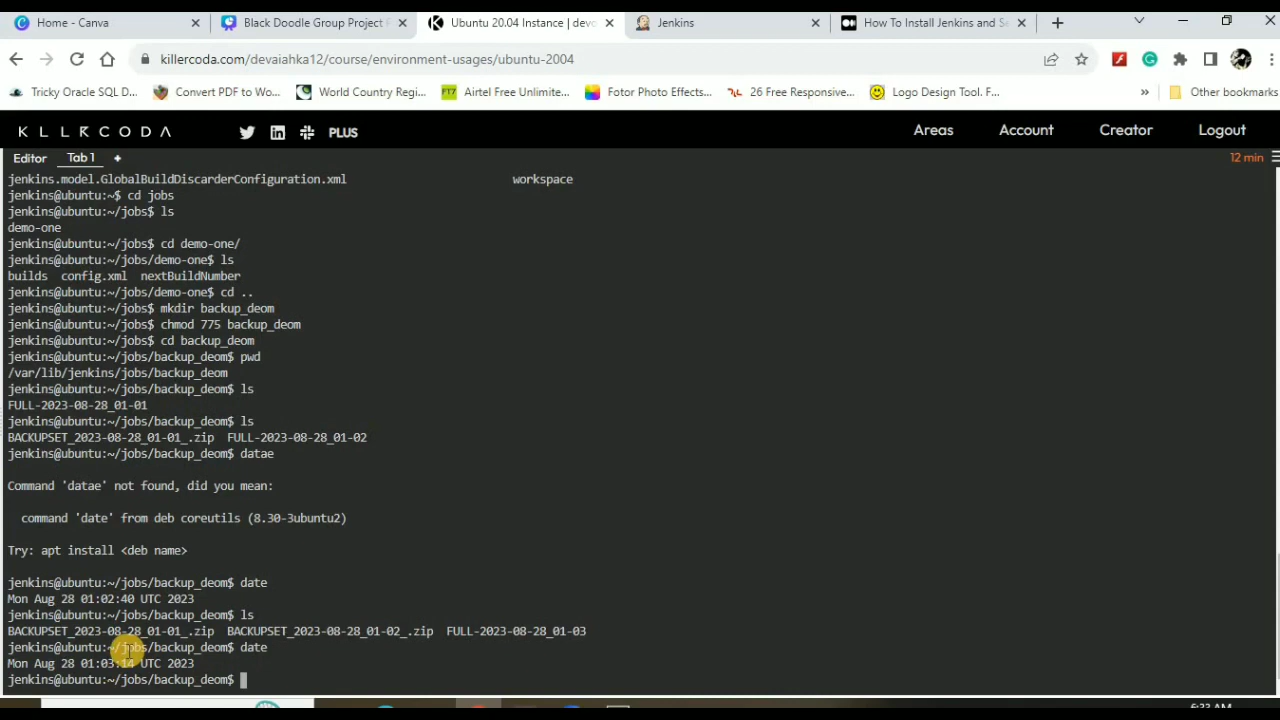 Home - Canva
Black Doodle Group Project F
Ubuntu 20.04 Instance | devo
Jenkins
How To Install Jenkins and Se
killercoda.com/devaiahka12/course/environment-usages/ubuntu-2004
Tricky Oracle SQL D...
Convert PDF to Wo...
World Country Regi...
Airtel Free Unlimite...
Fotor Photo Effects...
26 Free Responsive...
Logo Design Tool. F...
» Other bookmarks
KLLRCODA
PLUS
Areas
Account
Creator
Logout
Editor
Tab 1
+
12 min
jenkins.model.GlobalBuildDiscarderConfiguration.xml workspace
jenkins@ubuntu:~$ cd jobs
jenkins@ubuntu:~/jobs$ ls
demo-one
jenkins@ubuntu:~/jobs$ cd demo-one/
jenkins@ubuntu:~/jobs/demo-one$ ls
builds config.xml nextBuildNumber
jenkins@ubuntu:~/jobs/demo-one$ cd ..
jenkins@ubuntu:~/jobs$ mkdir backup_deom
jenkins@ubuntu:~/jobs$ chmod 775 backup_deom
jenkins@ubuntu:~/jobs$ cd backup_deom
jenkins@ubuntu:~/jobs/backup_deom$ pwd
/var/lib/jenkins/jobs/backup_deom
jenkins@ubuntu:~/jobs/backup_deom$ ls
FULL-2023-08-28_01-01
jenkins@ubuntu:~/jobs/backup_deom$ ls
BACKUPSET_2023-08-28_01-01_.zip FULL-2023-08-28_01-02
jenkins@ubuntu:~/jobs/backup_deom$ datae
Command 'datae' not found, did you mean:
command 'date' from deb coreutils (8.30-3ubuntu2)
Try: apt install <deb name>
jenkins@ubuntu:~/jobs/backup_deom$ date
Mon Aug 28 01:02:40 UTC 2023
jenkins@ubuntu:~/jobs/backup_deom$ ls
BACKUPSET_2023-08-28_01-01_.zip BACKUPSET_2023-08-28_01-02_.zip FULL-2023-08-28_01-03
jenkins@ubuntu:~/jobs/backup_deom$ date
Mon Aug 28 01:03:14 UTC 2023
jenkins@ubuntu:~/jobs/backup_deom$
6:33 AM